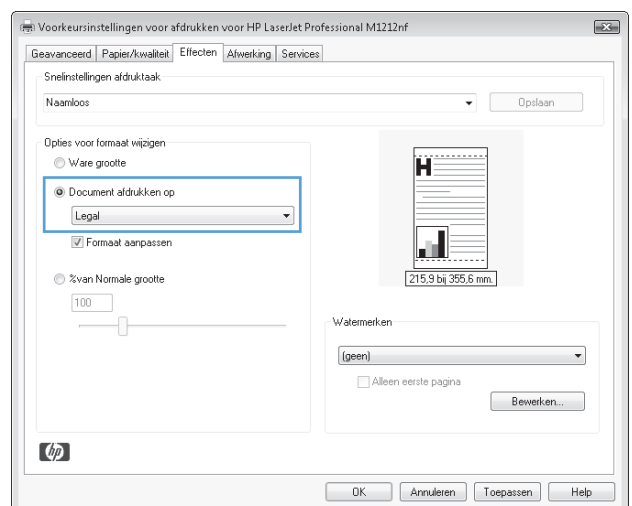 Voorkeursinstellingen voor afdrukken voor HP LaserJet Professional M1212nf
Geavanceerd Papier/kwaliteit Effecten Afwerking Services
Snelinstellingen afdruktaak
Naamloos
Opslaan
Opties voor formaat wijzigen
Ware grootte
Document afdrukken op
Legal
Formaat aanpassen
%van Normale grootte
100
H
215,9 bij 355,6 mm.
Watermerken
(geen)
Alleen eerste pagina
Bewerken...
hp
OK Annuleren Toepassen Help